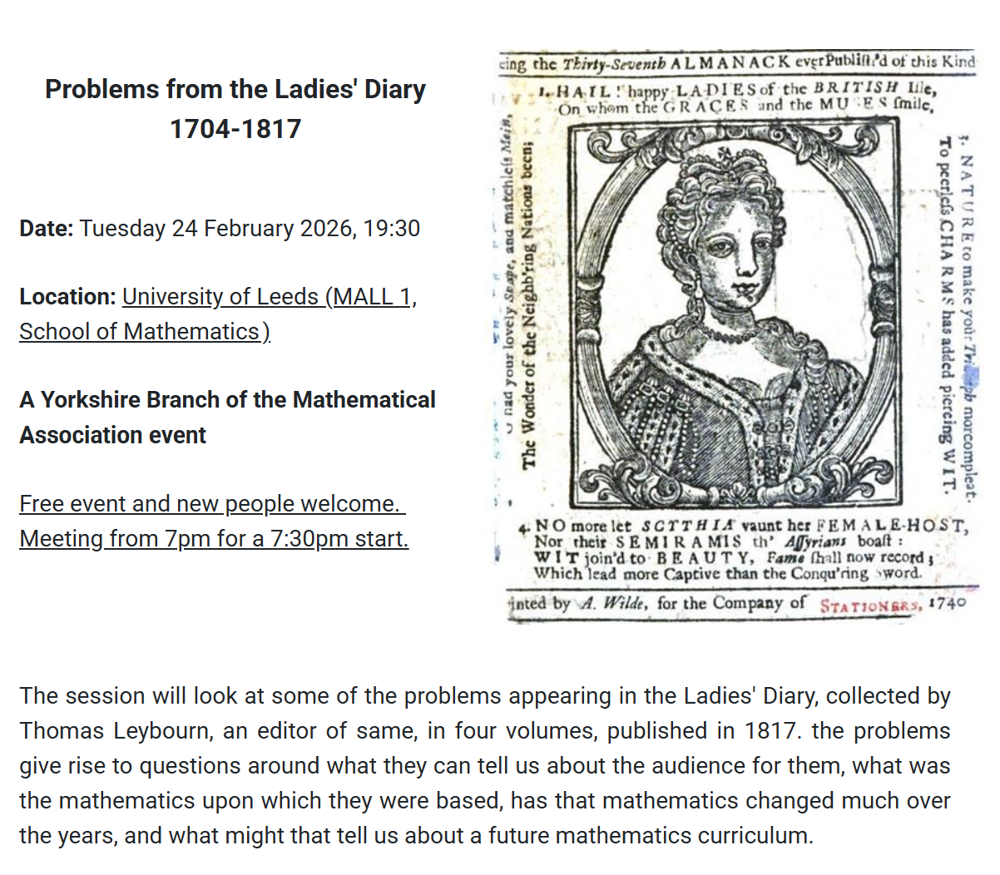 Problems from the Ladies' Diary
1704-1817
Date: Tuesday 24 February 2026, 19:30
Location: University of Leeds (MALL 1,
School of Mathematics)
A Yorkshire Branch of the Mathematical
Association event
Free event and new people welcome.
Meeting from 7pm for a 7:30pm start.
eing the Thirty-Seventh ALMANACK ever Publiſh'd of this Kind
1. HAIL! happy LADIES of the BRITISH Iſle,
On whom the GRACES and the MUSES ſmile,
had your lovely Shape, and matchleſs Mein,
The Wonder of the Neighb'ring Nations been;
3. NATURE to make your more compleat.
To peerleſs CHARMS has added piercing WIT.
4. NO more let SCYTHIA vaunt her FEMALE-HOST,
Nor their SEMIRAMIS th' Aſſyrians boaſt :
WIT join'd to BEAUTY, Fame ſhall now record ;
Which lead more Captive than the Conqu'ring sword.
inted by A. Wilde, for the Company of STATIONERS, 1740
The session will look at some of the problems appearing in the Ladies' Diary, collected by
Thomas Leybourn, an editor of same, in four volumes, published in 1817. the problems
give rise to questions around what they can tell us about the audience for them, what was
the mathematics upon which they were based, has that mathematics changed much over
the years, and what might that tell us about a future mathematics curriculum.